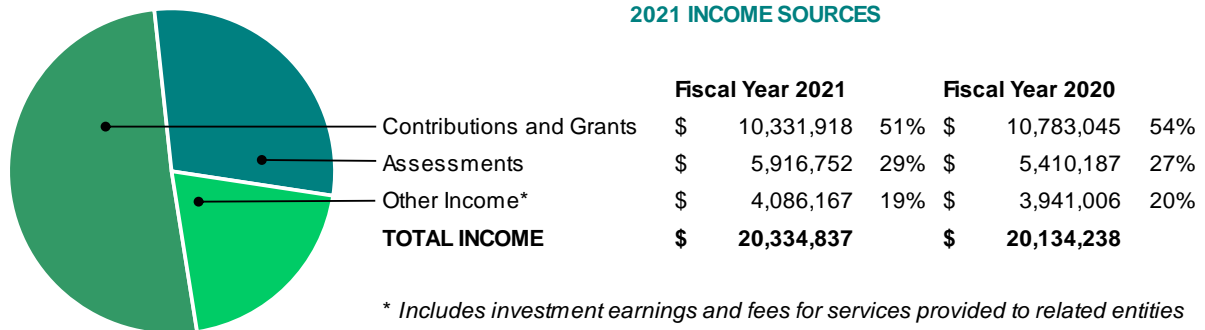 2021 INCOME SOURCES
Fiscal Year 2021 Fiscal Year 2020
Contributions and Grants $ 10,331,918 51% $ 10,783,045 54%
Assessments $ 5,916,752 29% $ 5,410,187 27%
Other Income* $ 4,086,167 19% $ 3,941,006 20%
TOTAL INCOME $ 20,334,837 $ 20,134,238
* Includes investment earnings and fees for services provided to related entities